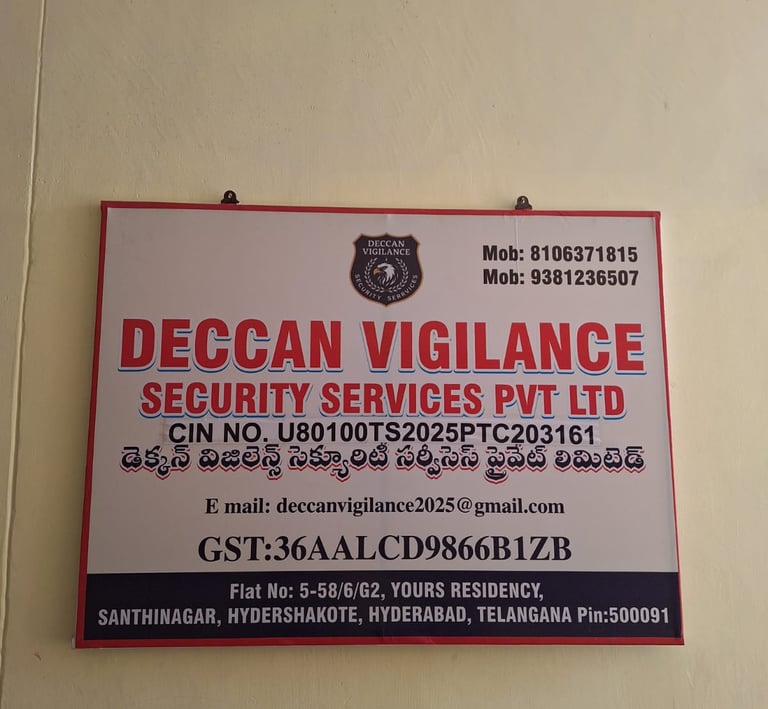 DECCAN
VIGILANCE
SECURITY SERRVICES
Mob: 8106371815
Mob: 9381236507
DECCAN VIGILANCE
SECURITY SERVICES PVT LTD
CIN NO. U80100TS2025PTC203161
డెక్కన్ విజిలెన్స్ సెక్యూరిటీ సర్వీసెస్ ప్రైవేట్ లిమిటెడ్
E mail: deccanvigilance2025@gmail.com
GST:36AALCD9866B1ZB
Flat No: 5-58/6/G2, YOURS RESIDENCY,
SANTHINAGAR, HYDERSHAKOTE, HYDERABAD, TELANGANA Pin:500091